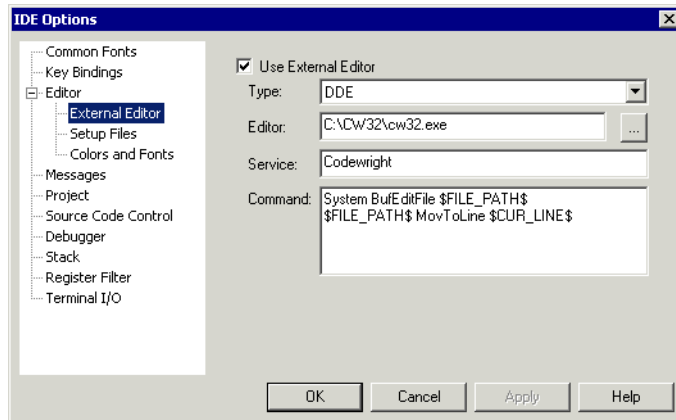 IDE Options
Common Fonts
Key Bindings
Editor
External Editor
Setup Files
Colors and Fonts
Messages
Project
Source Code Control
Debugger
Stack
Register Filter
Terminal I/O
Use External Editor
Type: DDE
Editor: C:\CW32\cw32.exe ...
Service: Codewright
Command: System BufEditFile $FILE_PATH$
$FILE_PATH$ MovToLine $CUR_LINE$
OK Cancel Apply Help